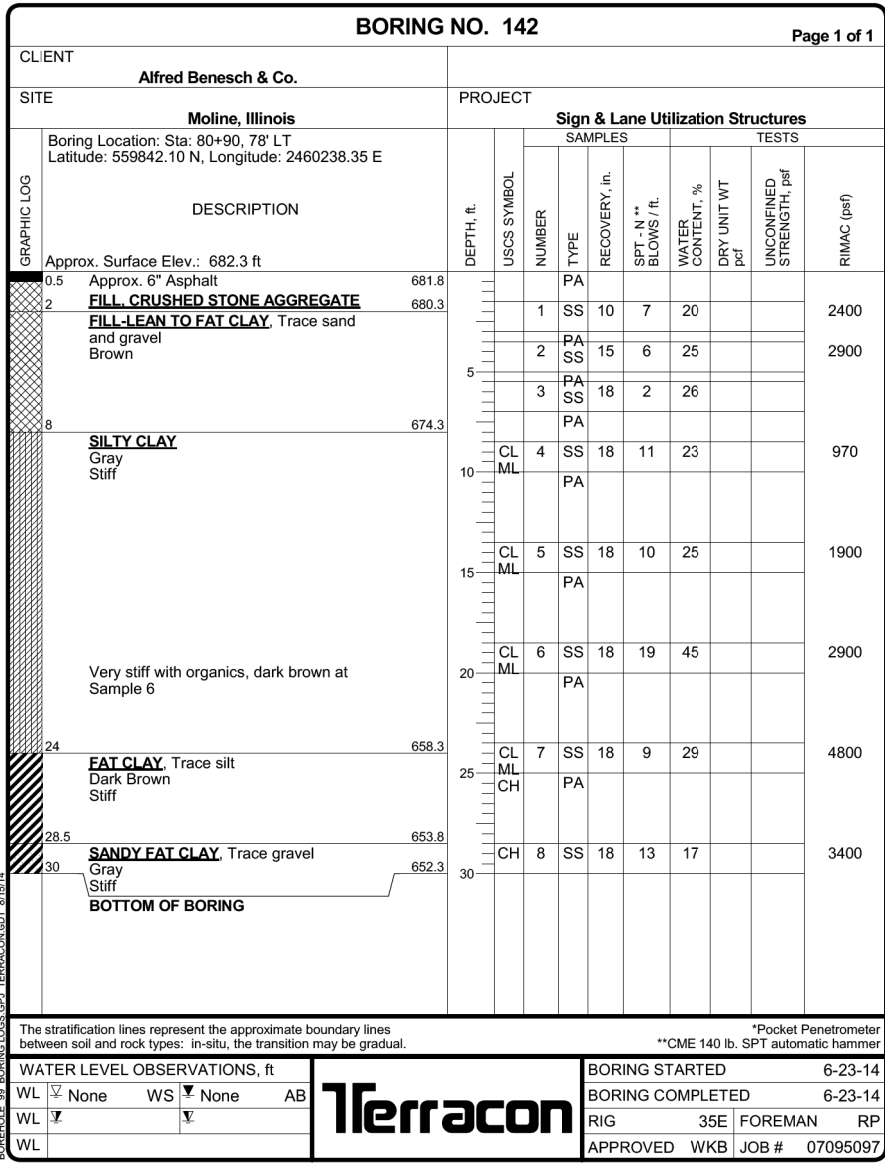 BORING NO. 142
Page 1 of 1
CLIENT
Alfred Benesch & Co.
SITE
Moline, Illinois
PROJECT
Sign & Lane Utilization Structures
Boring Location: Sta: 80+90, 78' LT
Latitude: 559842.10 N, Longitude: 2460238.35 E
GRAPHIC LOG
DESCRIPTION
Approx. Surface Elev.: 682.3 ft
DEPTH, ft.
USCS SYMBOL
SAMPLES
NUMBER
TYPE
RECOVERY, in.
SPT - N **
BLOWS / ft.
TESTS
WATER
CONTENT, %
DRY UNIT WT
pcf
UNCONFINED
STRENGTH, psf
RIMAC (psf)
0.5 Approx. 6" Asphalt 681.8
PA
2 FILL, CRUSHED STONE AGGREGATE 680.3
1 SS 10 7 20 2400
FILL-LEAN TO FAT CLAY, Trace sand
and gravel
Brown
PA
2 SS 15 6 25 2900
5
PA
3 SS 18 2 26
8 674.3
PA
SILTY CLAY
Gray
Stiff
CL 4 SS 18 11 23 970
10 ML
PA
CL 5 SS 18 10 25 1900
15 ML
PA
CL 6 SS 18 19 45 2900
20 ML
PA
Very stiff with organics, dark brown at
Sample 6
24 658.3
CL 7 SS 18 9 29 4800
FAT CLAY, Trace silt
Dark Brown
Stiff
25 ML
CH PA
28.5 653.8
SANDY FAT CLAY, Trace gravel
CH 8 SS 18 13 17 3400
30 Gray 652.3
30
Stiff
BOTTOM OF BORING
BOREHOLE 99 BORING LOGS.GPJ TERRACON.GDT 8/15/14
The stratification lines represent the approximate boundary lines
between soil and rock types: in-situ, the transition may be gradual.
*Pocket Penetrometer
**CME 140 lb. SPT automatic hammer
WATER LEVEL OBSERVATIONS, ft
WL None WS None AB
WL
WL
Terracon
BORING STARTED 6-23-14
BORING COMPLETED 6-23-14
RIG 35E FOREMAN RP
APPROVED WKB JOB # 07095097